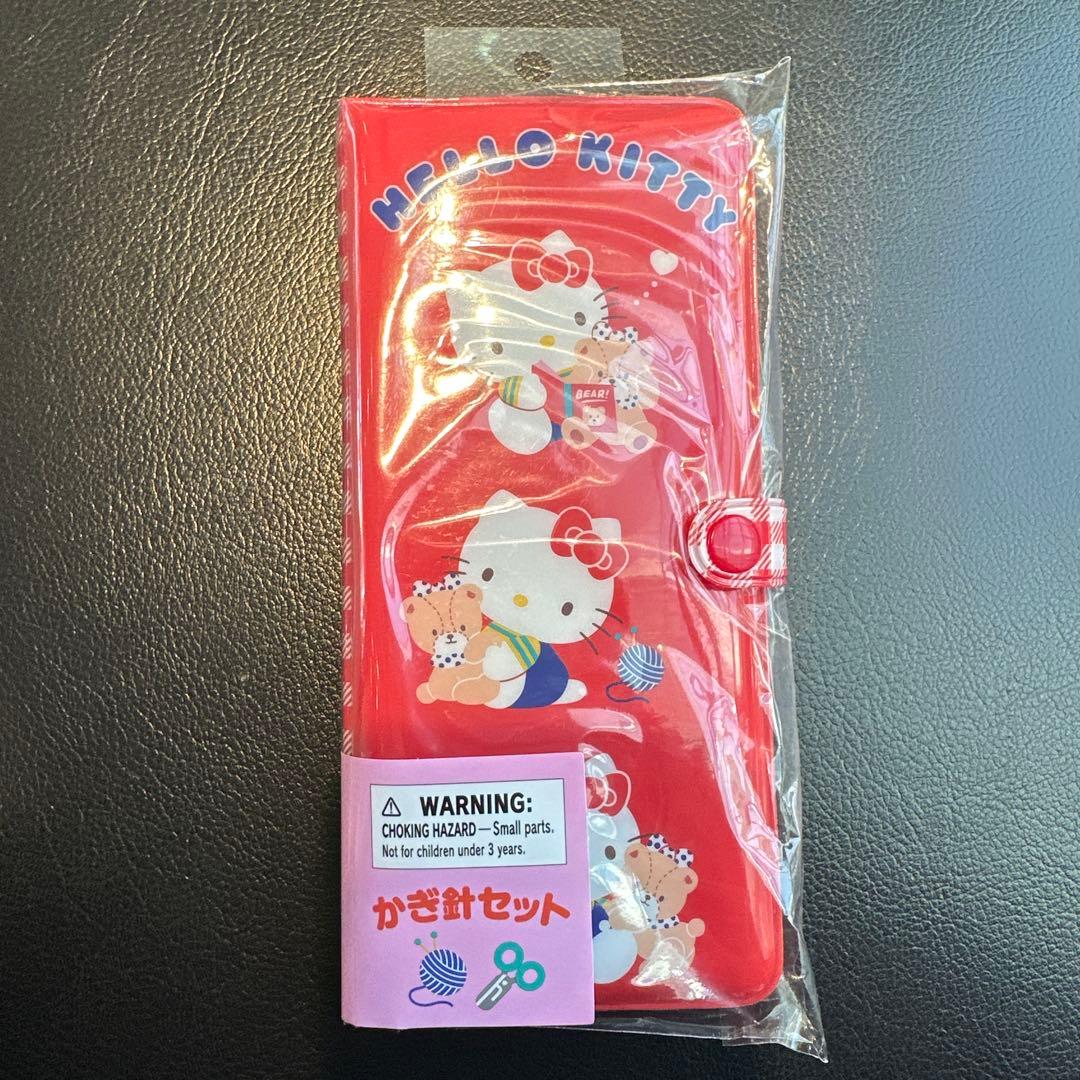 HELLO KITTY
BEAR!
⚠ WARNING:
CHOKING HAZARD — Small parts.
Not for children under 3 years.
かぎ針セット